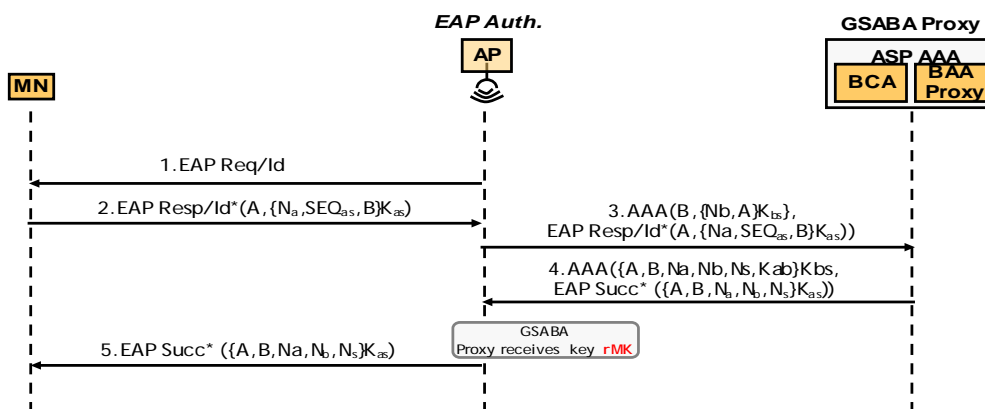 EAP Auth.
GSABA Proxy
AP
ASP AAA
MN
BCA
BAA
Proxy
1.EAP Req/Id
2.EAP Resp/Id*(A,{Na,SEQas,B}Kas)
3.AAA(B,{Nb,A}Kbs},
EAP Resp/Id*(A,{Na,SEQas,B}Kas))
4.AAA({A,B,Na,Nb,Ns,Kab}Kbs,
EAP Succ* ({A,B,Na,Nb,Ns}Kas))
GSABA
Proxy receives key rMK
5.EAP Succ* ({A,B,Na,Nb,Ns}Kas)